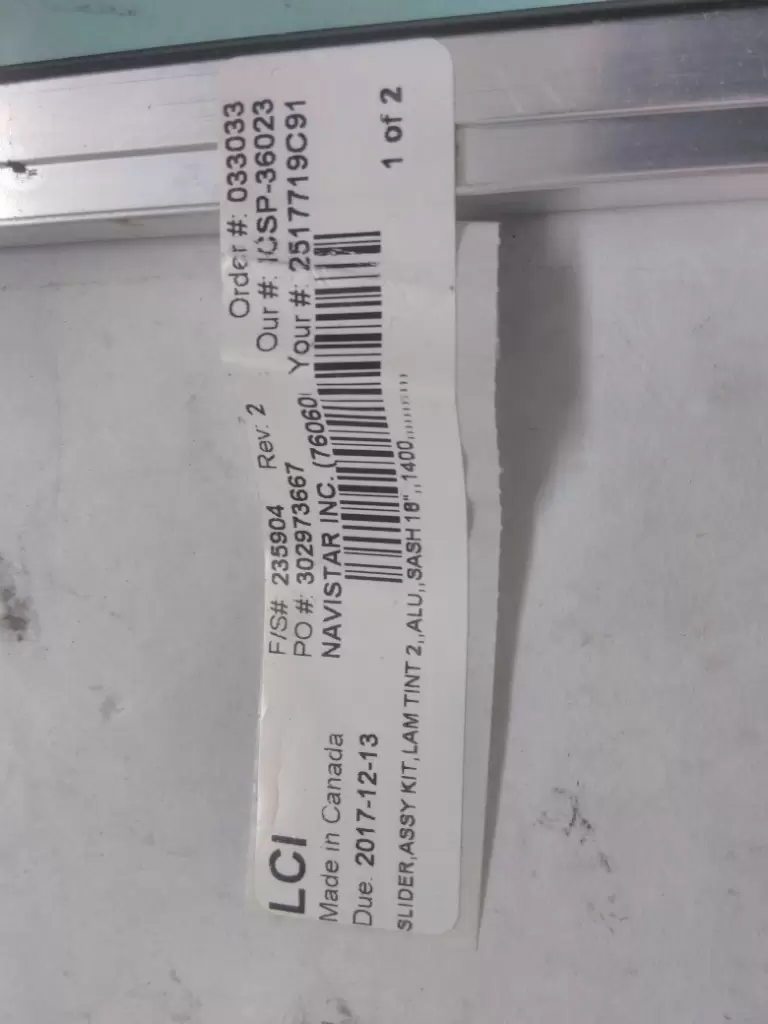 LCI
F/S# 235904 Rev: 2 Order #: 033033
Made in Canada PO #: 302973667 Our #: ICSP-36023
Due. 2017-12-13 NAVISTAR INC. (76060 Your #: 2517719C91
1 of 2
SLIDER,ASSY KIT,LAM TINT 2,,ALU,,SASH 18",,1400,,,,,,,,,,,